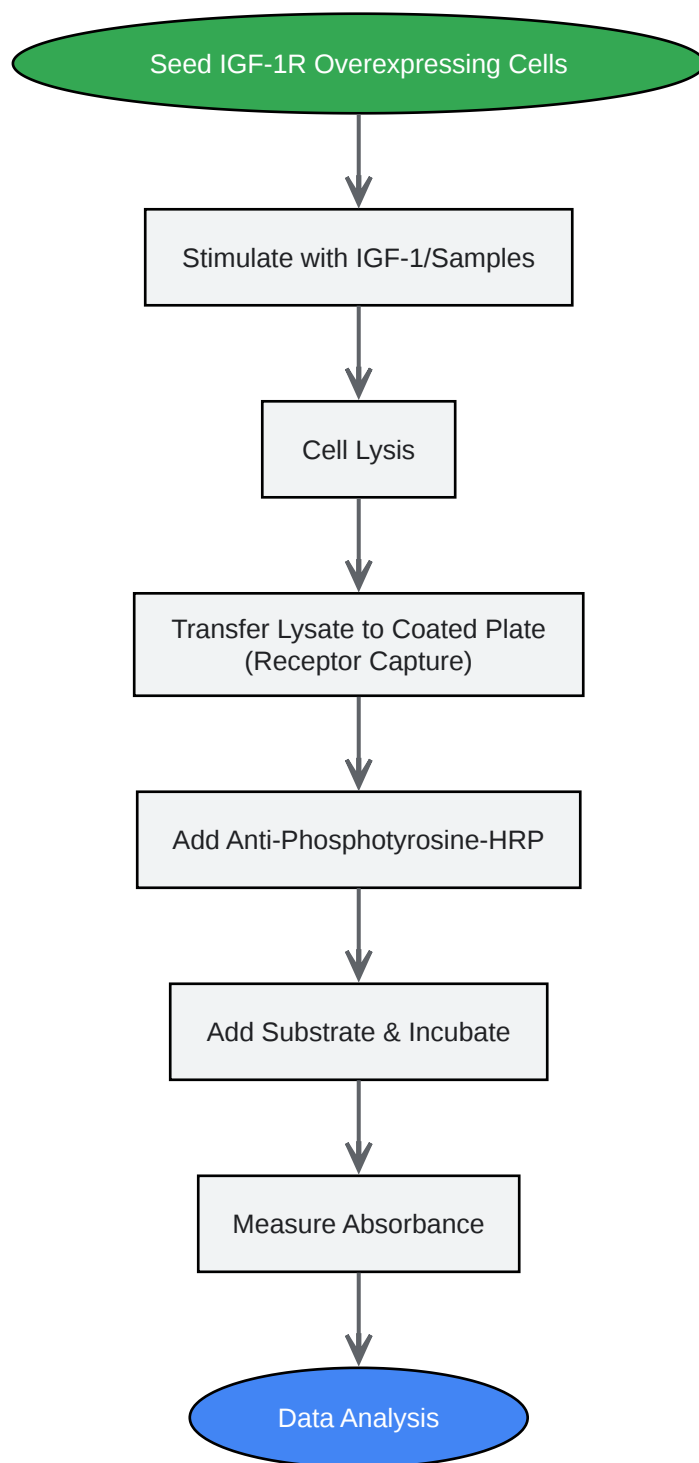 Seed IGF-1R Overexpressing Cells
Stimulate with IGF-1/Samples
Cell Lysis
Transfer Lysate to Coated Plate
(Receptor Capture)
Add Anti-Phosphotyrosine-HRP
Add Substrate & Incubate
Measure Absorbance
Data Analysis